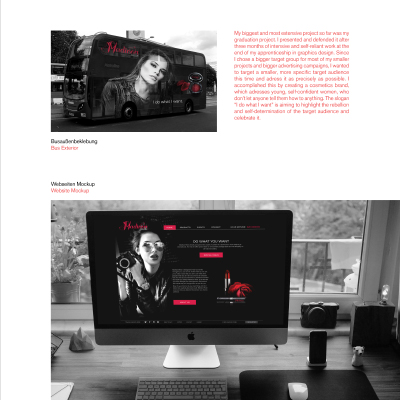 My biggest and most extensive project so far was my
graduation project. I presented and defended it after
three months of intensive and self-reliant work at the
end of my apprenticeship in graphics design. Since
I chose a bigger target group for most of my smaller
projects and bigger advertising campaigns, I wanted
to target a smaller, more specific target audience
this time and adress it as precisely as possible. I
accomplished this by creating a cosmetics brand,
which adresses young, self-confident women, who
don't let anyone tell them how to do anything. The slogan
"I do what I want" is aiming to highlight the rebellion
and self-determination of the target audience and
celebrate it.
I do what I want.
Busaußenbeklebung
Bus Exterior
Webseiten Mockup
Website Mockup
DO WHAT YOU WANT